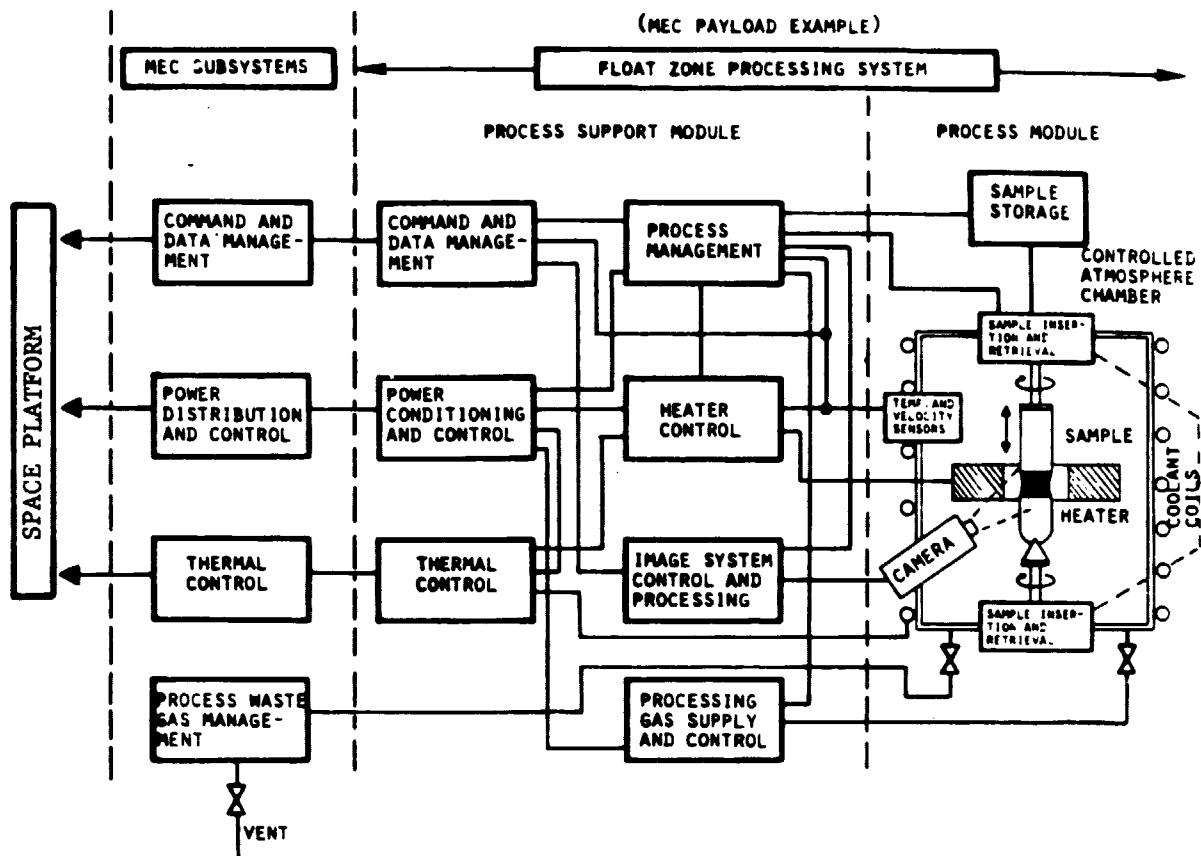 (MEC PAYLOAD EXAMPLE)
MEC SUBSYSTEMS
FLOAT ZONE PROCESSING SYSTEM
PROCESS SUPPORT MODULE
PROCESS MODULE
SPACE PLATFORM
COMMAND AND
DATA MANAGE-
MENT
COMMAND AND
DATA MANAGE-
MENT
PROCESS
MANAGEMENT
SAMPLE
STORAGE
CONTROLLED
ATMOSPHERE
CHAMBER
SAMPLE INSER-
TION AND
RETRIEVAL
POWER
DISTRIBUTION
AND CONTROL
POWER
CONDITIONING
AND CONTROL
HEATER
CONTROL
TEMP. AND
VELOCITY
SENSORS
SAMPLE
HEATER
COOLANT
COILS
THERMAL
CONTROL
THERMAL
CONTROL
IMAGE SYSTEM
CONTROL AND
PROCESSING
CAMERA
SAMPLE INSER-
TION AND
RETRIEVAL
PROCESS WASTE
GAS MANAGE-
MENT
PROCESSING
GAS SUPPLY
AND CONTROL
VENT